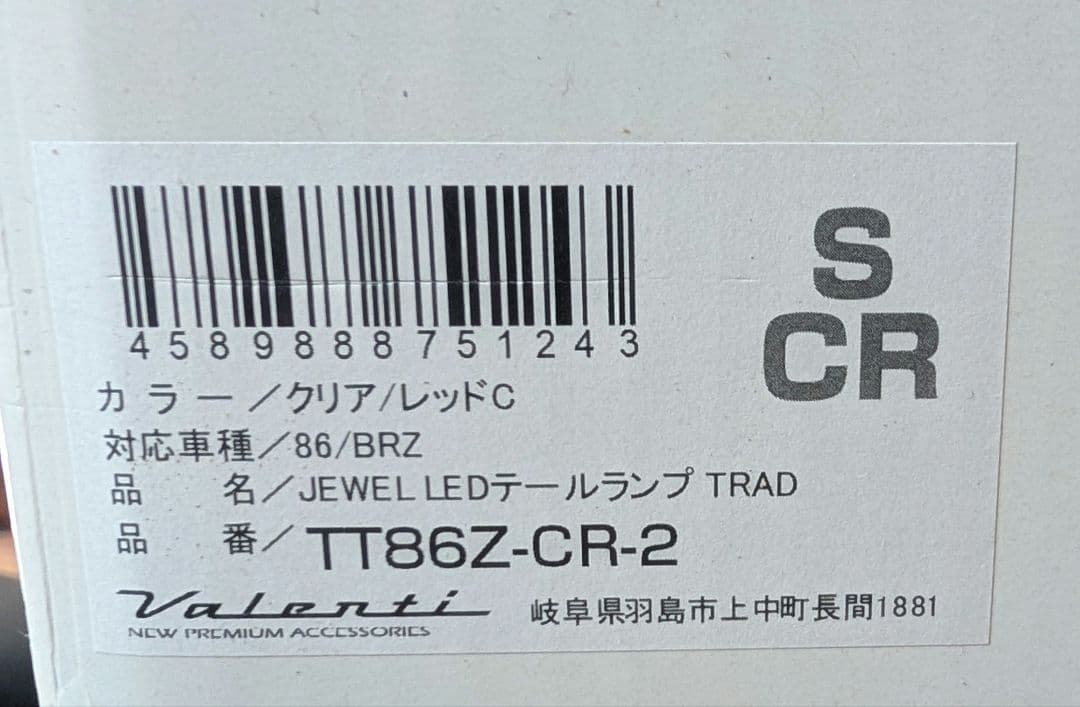 S
CR
4589888751243
カラー／クリア/レッドC
対応車種／86/BRZ
品　　名／JEWEL LEDテールランプ TRAD
品　　番／TT86Z-CR-2
Valenti
NEW PREMIUM ACCESSORIES
岐阜県羽島市上中町長間1881